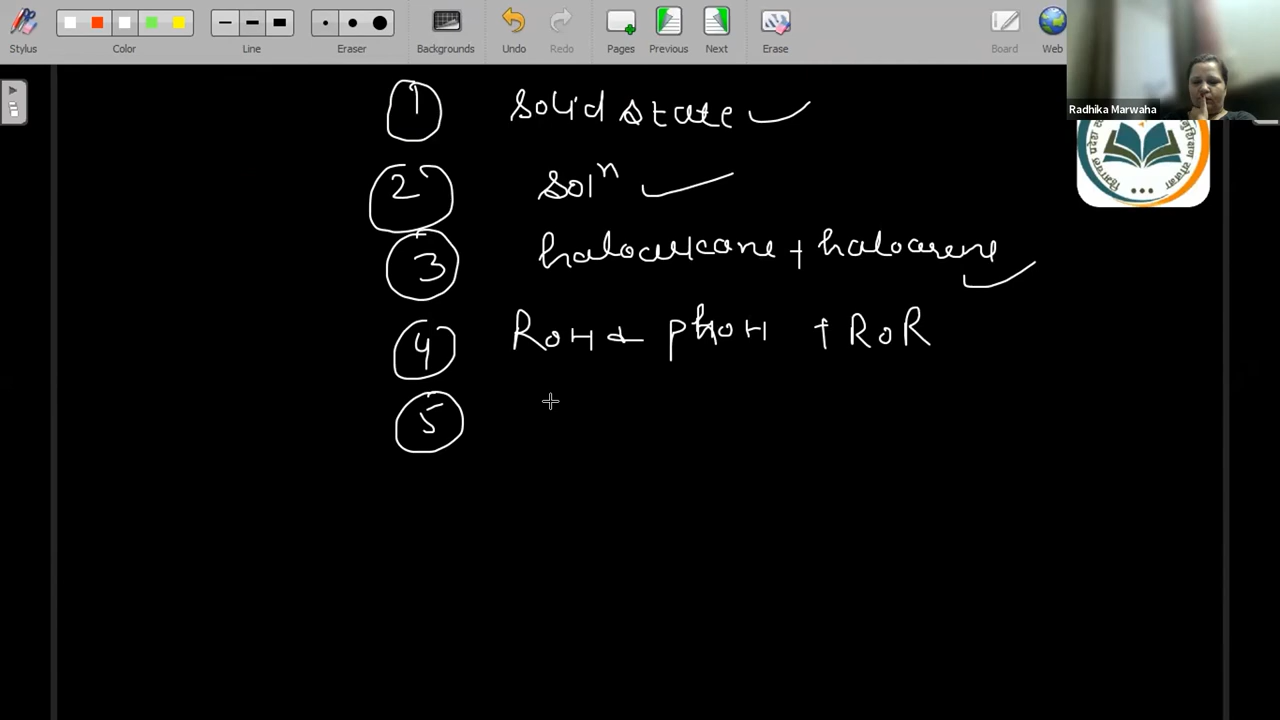 Stylus Color Line Eraser Backgrounds Undo Redo Pages Previous Next Erase Board Web
Radhika Marwaha
1 Solid State ✓
2 Solⁿ ✓
3 haloalkane + haloarene ✓
4 ROH & PhOH + ROR
5